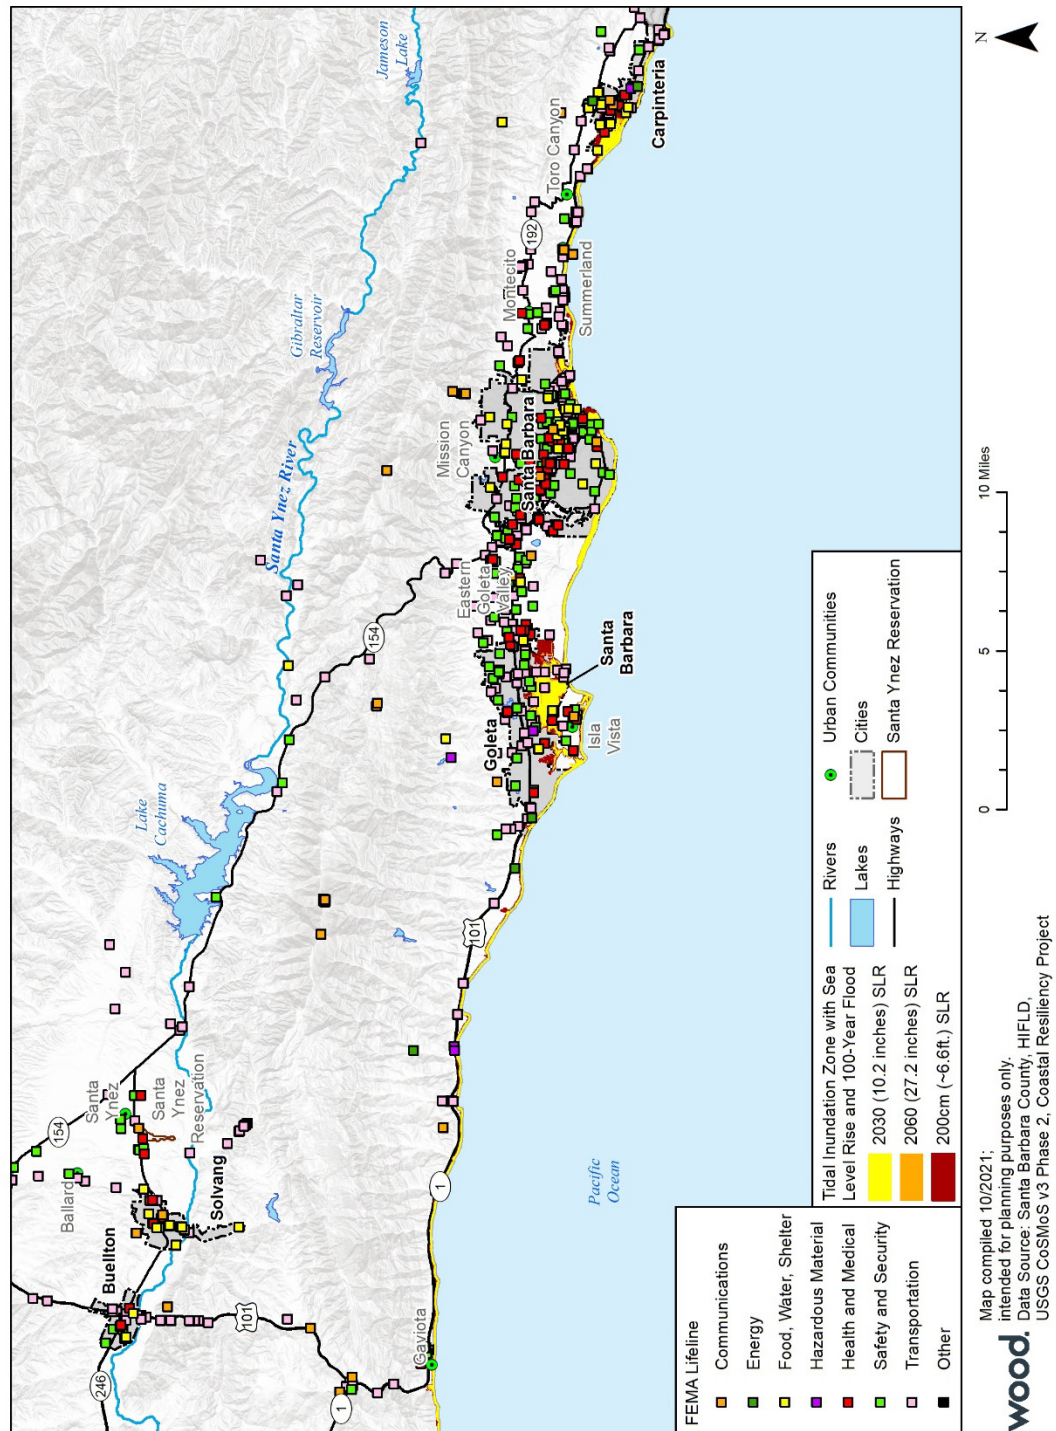 Jameson
Lake
Gibraltar
Reservoir
Santa Ynez River
Lake
Cachuma
Toro Canyon
Carpinteria
192
Montecito
Summerland
Mission
Canyon
Santa Barbara
Eastern
Goleta
Valley
154
Goleta
Santa
Barbara
Isla
Vista
101
154
Santa
Ynez
Santa
Ynez
Reservation
Ballard
Solvang
Buellton
246
101
1
1
Gaviota
Pacific
Ocean
FEMA Lifeline
Communications
Energy
Food, Water, Shelter
Hazardous Material
Health and Medical
Safety and Security
Transportation
Other
Tidal Inundation Zone with Sea
Level Rise and 100-Year Flood
2030 (10.2 inches) SLR
2060 (27.2 inches) SLR
200cm (~6.6ft.) SLR
Rivers
Lakes
Highways
Urban Communities
Cities
Santa Ynez Reservation
0
5
10 Miles
N
wood.
Map compiled 10/2021;
intended for planning purposes only.
Data Source: Santa Barbara County, HIFLD,
USGS CoSMoS v3 Phase 2, Coastal Resiliency Project